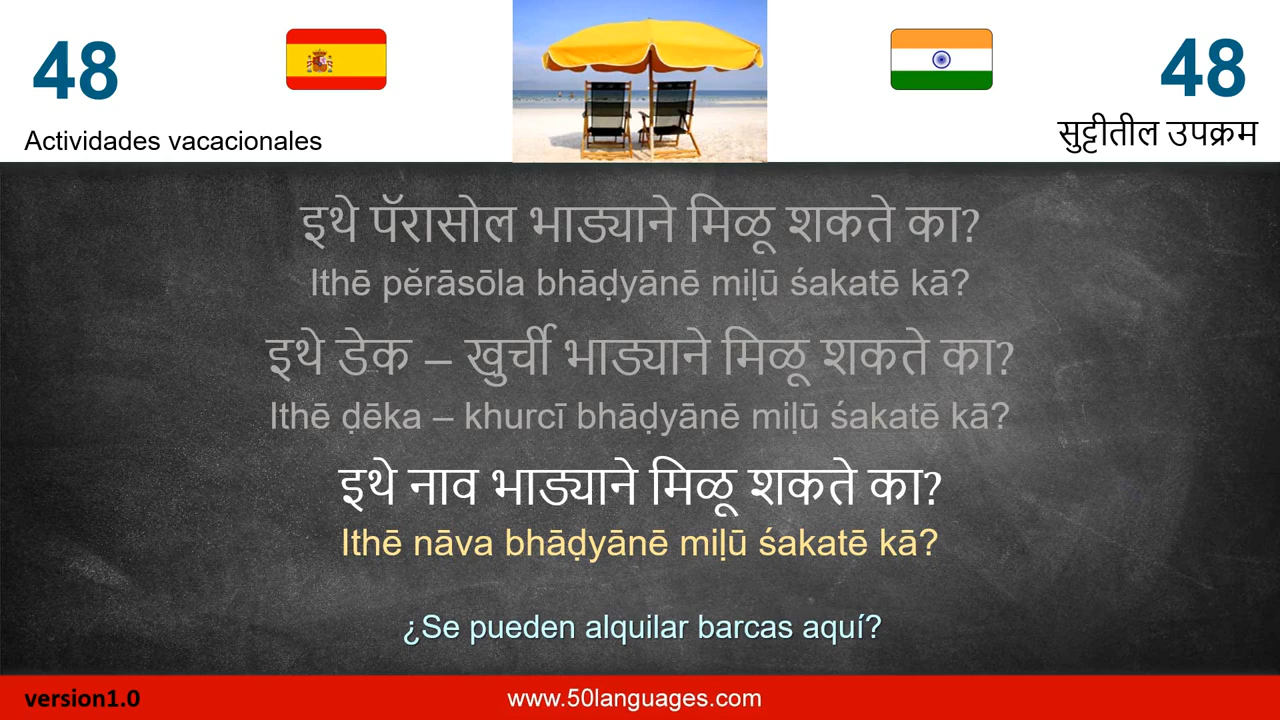 48
48
Actividades vacacionales
सुट्टीतील उपक्रम
इथे पॅरासोल भाड्याने मिळू शकते का?
Ithē pĕrāsōla bhāḍyānē miḷū śakatē kā?
इथे डेक – खुर्ची भाड्याने मिळू शकते का?
Ithē ḍēka – khurcī bhāḍyānē miḷū śakatē kā?
इथे नाव भाड्याने मिळू शकते का?
Ithē nāva bhāḍyānē miḷū śakatē kā?
¿Se pueden alquilar barcas aquí?
version1.0
www.50languages.com